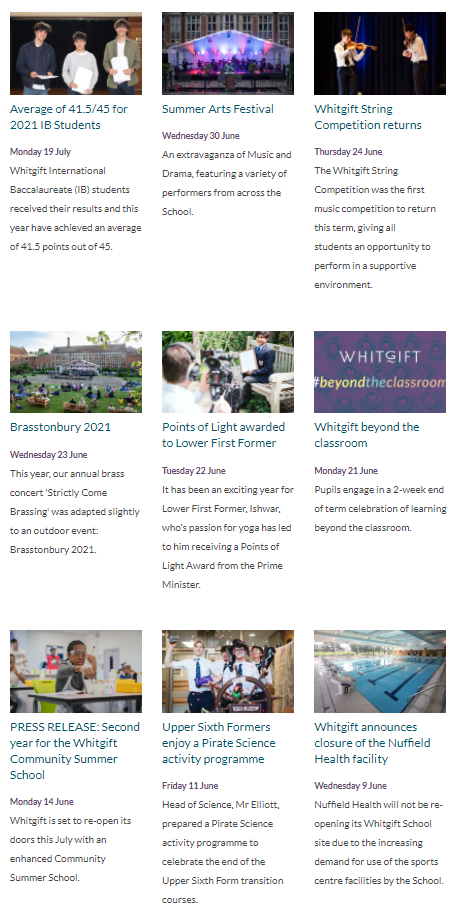 Average of 41.5/45 for
2021 IB Students
Monday 19 July
Whitgift International
Baccalaureate (IB) students
received their results and this
year have achieved an average
of 41.5 points out of 45.
Summer Arts Festival
Wednesday 30 June
An extravaganza of Music and
Drama, featuring a variety of
performers from across the
School.
Whitgift String
Competition returns
Thursday 24 June
The Whitgift String
Competition was the first
music competition to return
this term, giving all
students an opportunity to
perform in a supportive
environment.
Brasstonbury 2021
Wednesday 23 June
This year, our annual brass
concert 'Strictly Come
Brassing' was adapted slightly
to an outdoor event:
Brasstonbury 2021.
Points of Light awarded
to Lower First Former
Tuesday 22 June
It has been an exciting year for
Lower First Former, Ishwar,
who's passion for yoga has led
to him receiving a Points of
Light Award from the Prime
Minister.
WHITGIFT
#beyondtheclassroom
Whitgift beyond the
classroom
Monday 21 June
Pupils engage in a 2-week end
of term celebration of learning
beyond the classroom.
PRESS RELEASE: Second
year for the Whitgift
Community Summer
School
Monday 14 June
Whitgift is set to re-open its
doors this July with an
enhanced Community
Summer School.
Upper Sixth Formers
enjoy a Pirate Science
activity programme
Friday 11 June
Head of Science, Mr Elliott,
prepared a Pirate Science
activity programme to
celebrate the end of the
Upper Sixth Form transition
courses.
Whitgift announces
closure of the Nuffield
Health facility
Wednesday 9 June
Nuffield Health will not be re-
opening its Whitgift School
site due to the increasing
demand for use of the sports
centre facilities by the School.